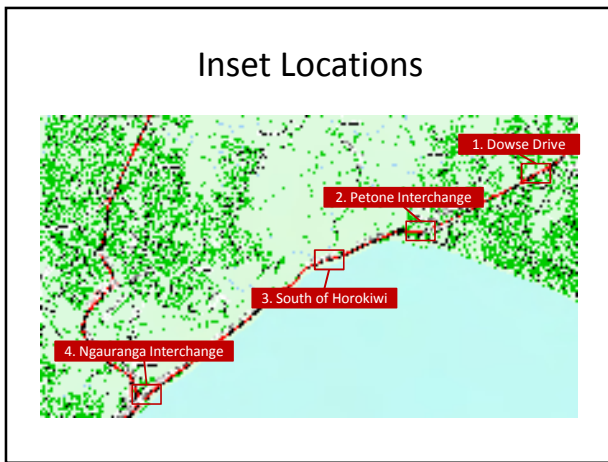 Inset Locations
1. Dowse Drive
2. Petone Interchange
3. South of Horokiwi
4. Ngauranga Interchange